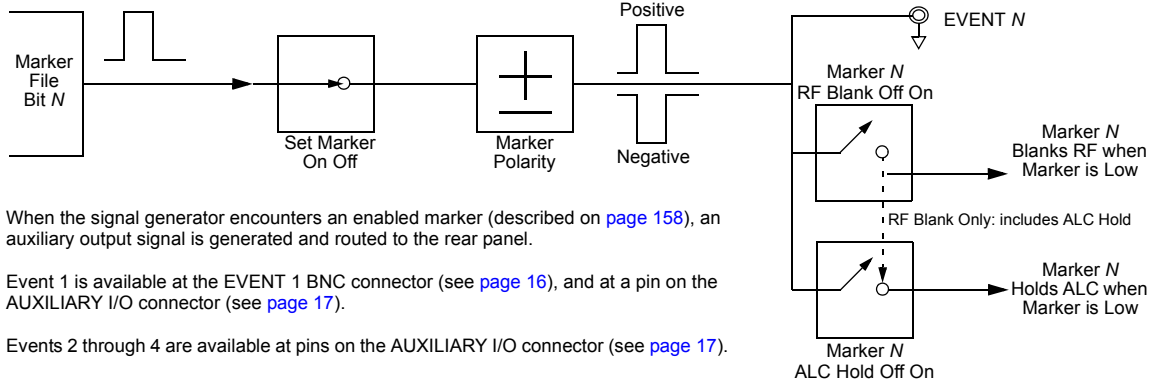 Marker
File
Bit N
Set Marker
On Off
Marker
Polarity
Positive
Negative
EVENT N
Marker N
RF Blank Off On
Marker N
Blanks RF when
Marker is Low
RF Blank Only: includes ALC Hold
Marker N
Holds ALC when
Marker is Low
Marker N
ALC Hold Off On
When the signal generator encounters an enabled marker (described on page 158), an
auxiliary output signal is generated and routed to the rear panel.
Event 1 is available at the EVENT 1 BNC connector (see page 16), and at a pin on the
AUXILIARY I/O connector (see page 17).
Events 2 through 4 are available at pins on the AUXILIARY I/O connector (see page 17).